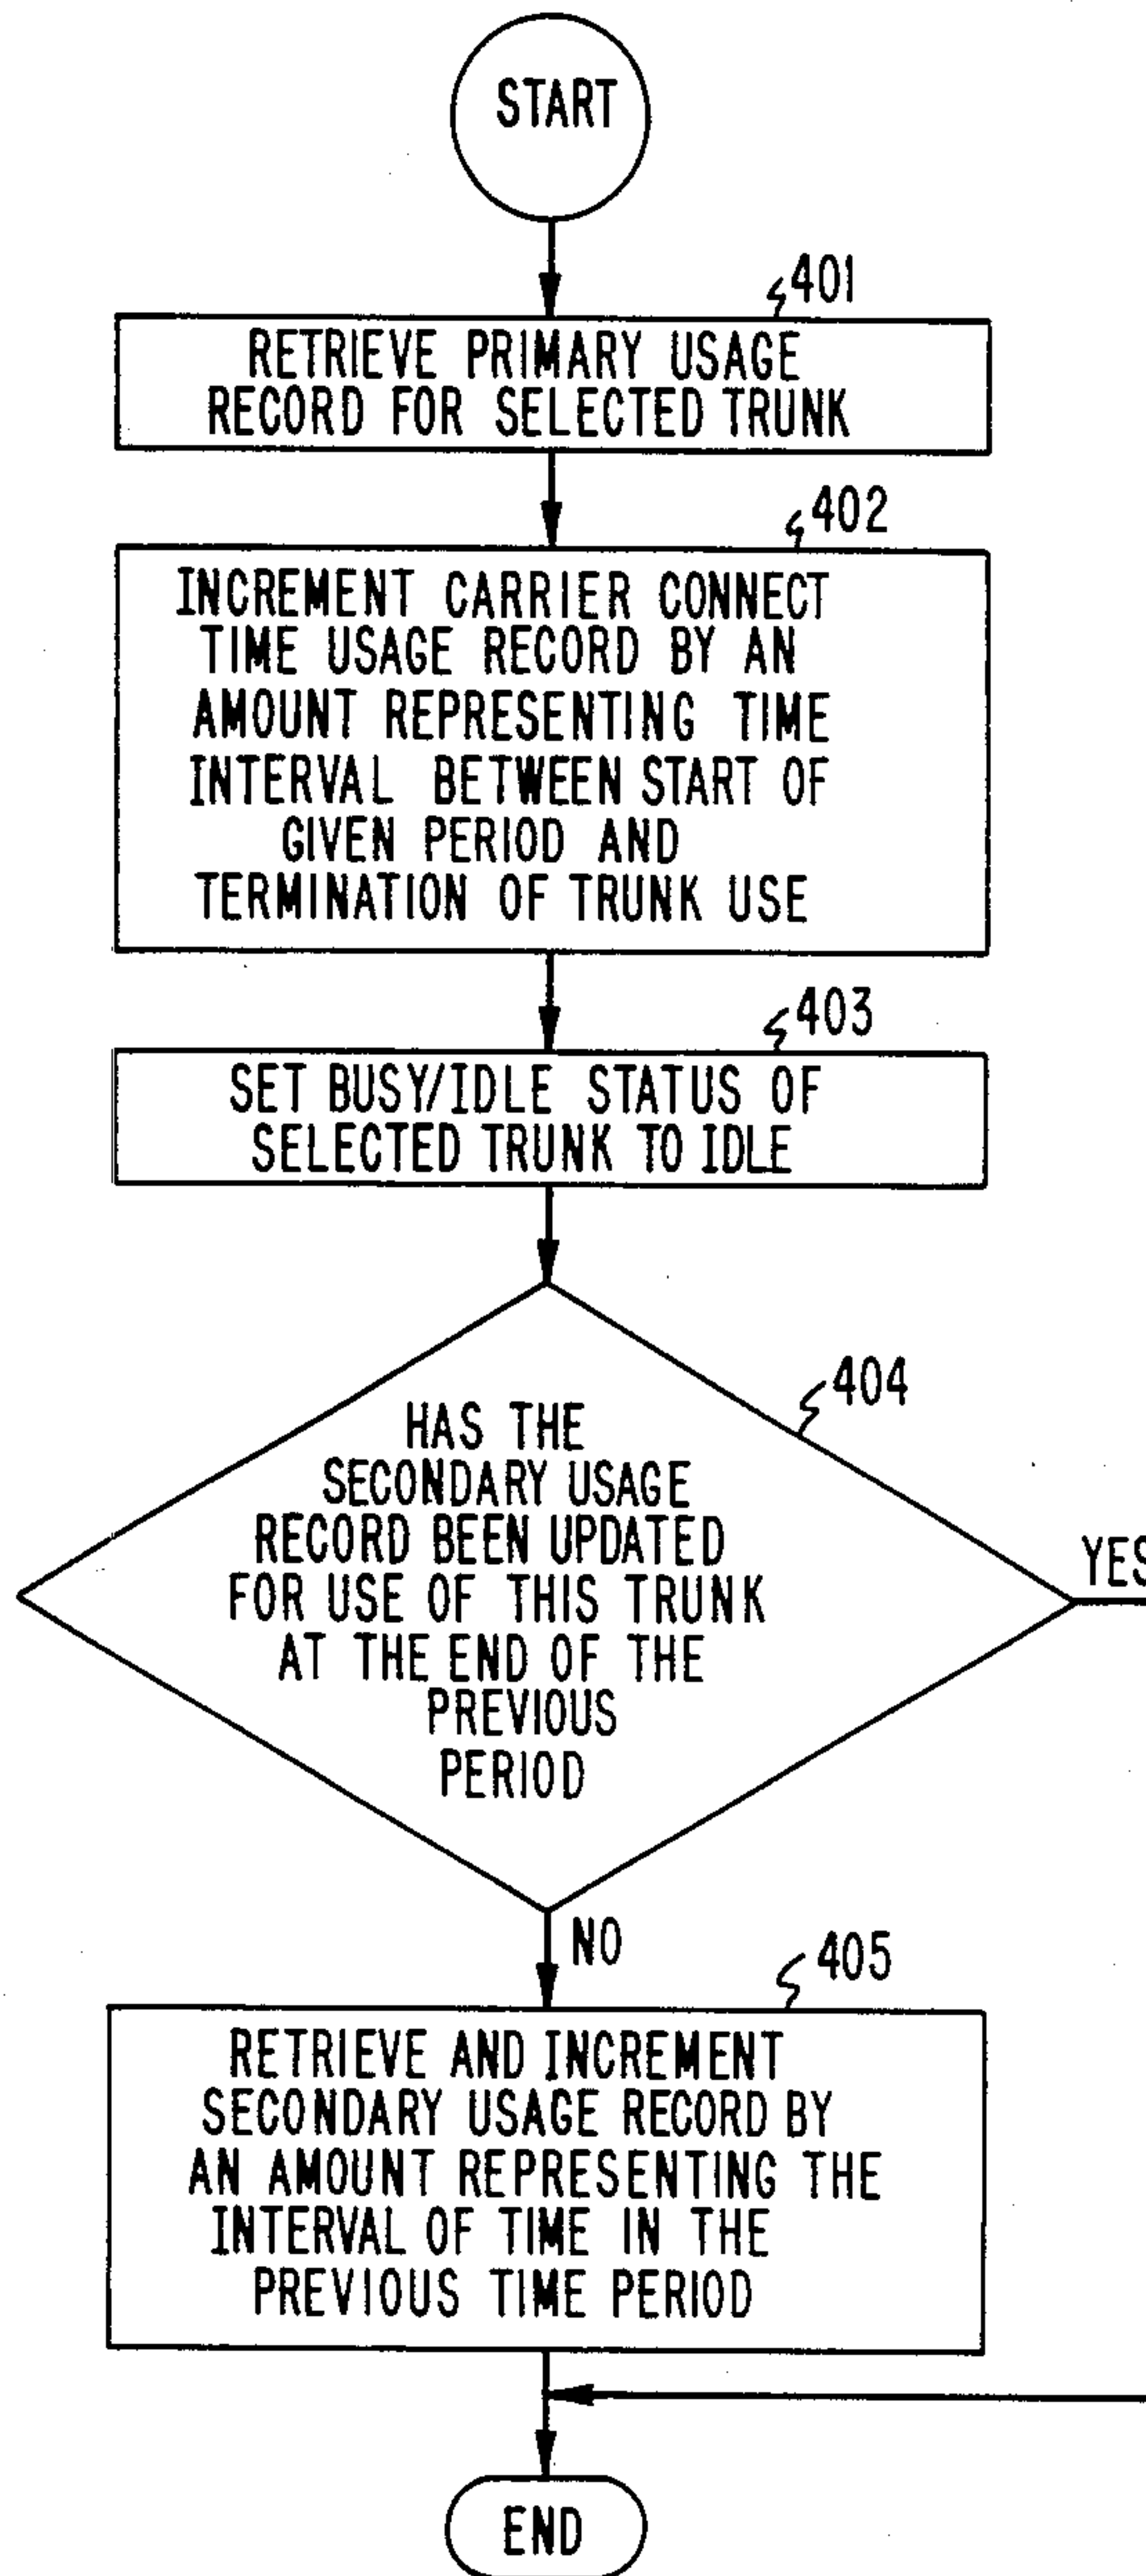 START
401
RETRIEVE PRIMARY USAGE
RECORD FOR SELECTED TRUNK
402
INCREMENT CARRIER CONNECT
TIME USAGE RECORD BY AN
AMOUNT REPRESENTING TIME
INTERVAL BETWEEN START OF
GIVEN PERIOD AND
TERMINATION OF TRUNK USE
403
SET BUSY/IDLE STATUS OF
SELECTED TRUNK TO IDLE
404
HAS THE
SECONDARY USAGE
RECORD BEEN UPDATED
FOR USE OF THIS TRUNK
AT THE END OF THE
PREVIOUS
PERIOD
YES
NO
405
RETRIEVE AND INCREMENT
SECONDARY USAGE RECORD BY
AN AMOUNT REPRESENTING THE
INTERVAL OF TIME IN THE
PREVIOUS TIME PERIOD
END